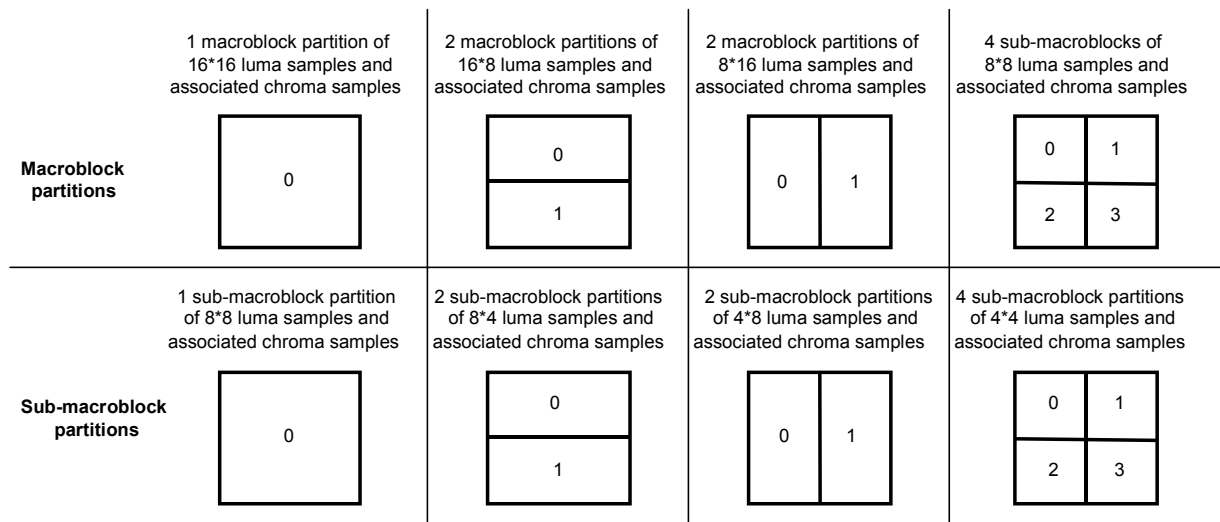 1 macroblock partition of
16*16 luma samples and
associated chroma samples
2 macroblock partitions of
16*8 luma samples and
associated chroma samples
2 macroblock partitions of
8*16 luma samples and
associated chroma samples
4 sub-macroblocks of
8*8 luma samples and
associated chroma samples
Macroblock
partitions
0
0
1
0 1
0 1
2 3
1 sub-macroblock partition
of 8*8 luma samples and
associated chroma samples
2 sub-macroblock partitions
of 8*4 luma samples and
associated chroma samples
2 sub-macroblock partitions
of 4*8 luma samples and
associated chroma samples
4 sub-macroblock partitions
of 4*4 luma samples and
associated chroma samples
Sub-macroblock
partitions
0
0
1
0 1
0 1
2 3